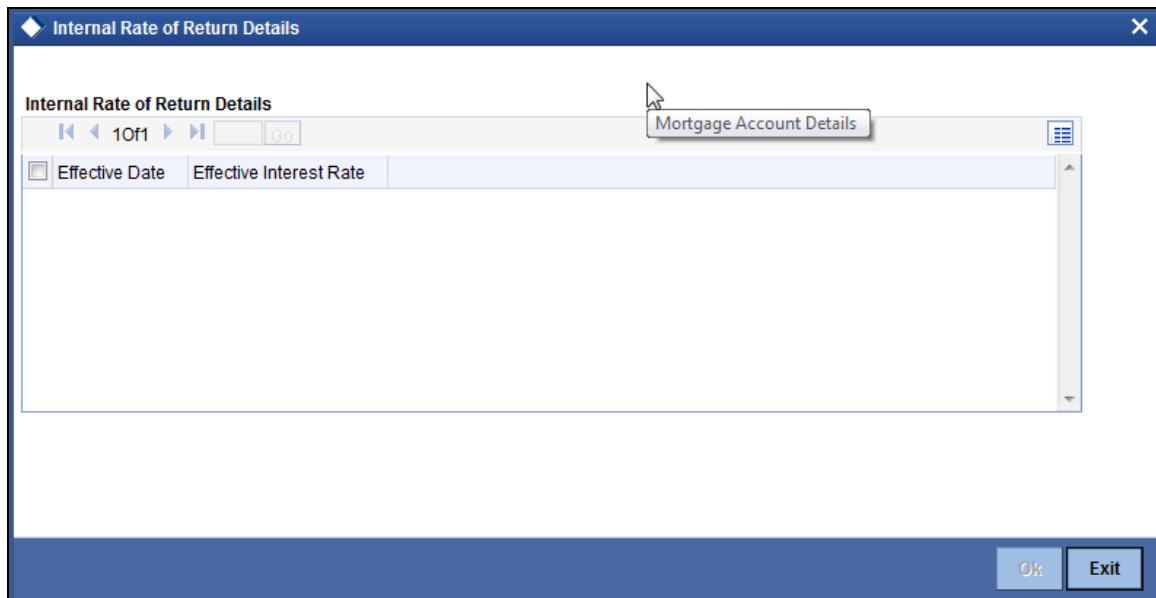 Internal Rate of Return Details
Internal Rate of Return Details
1Of1 Go
Mortgage Account Details
Effective Date Effective Interest Rate
Ok Exit